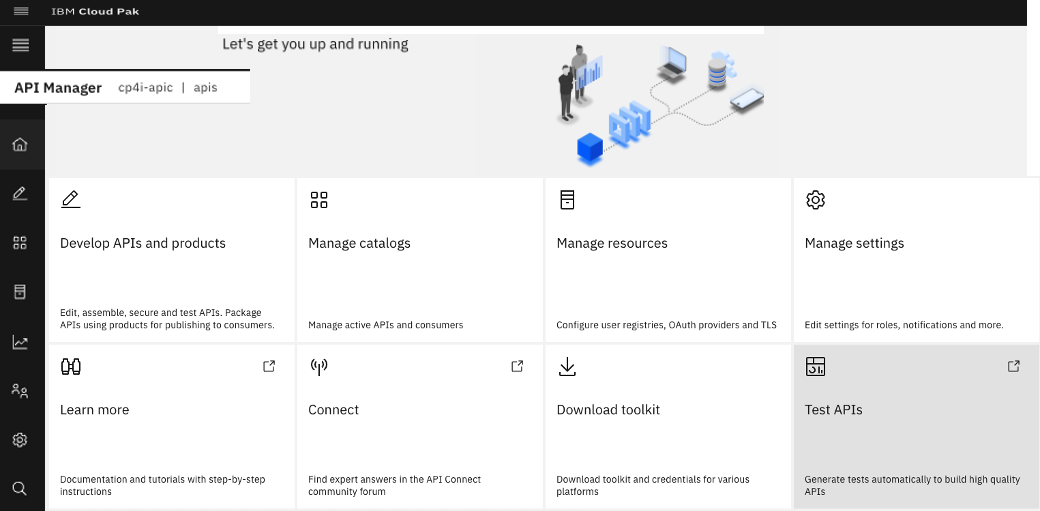 IBM Cloud Pak
Let's get you up and running
API Manager cp4i-apic | apis
Develop APIs and products
Edit, assemble, secure and test APIs. Package
APIs using products for publishing to consumers.
Manage catalogs
Manage active APIs and consumers
Manage resources
Configure user registries, OAuth providers and TLS
Manage settings
Edit settings for roles, notifications and more.
Learn more
Documentation and tutorials with step-by-step
instructions
Connect
Find expert answers in the API Connect
community forum
Download toolkit
Download toolkit and credentials for various
platforms
Test APIs
Generate tests automatically to build high quality
APIs